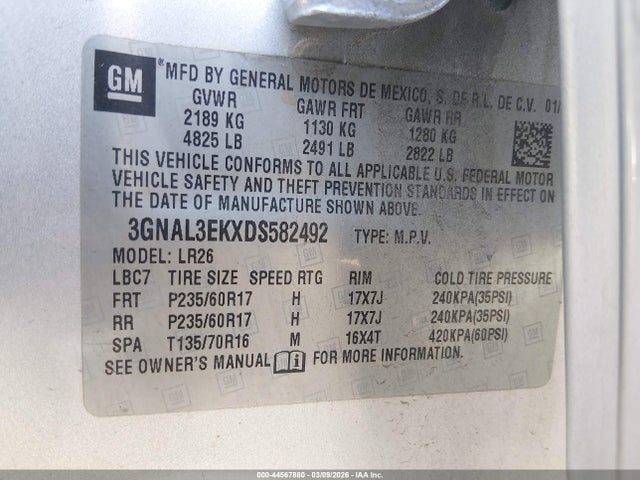 GM ® MFD BY GENERAL MOTORS DE MEXICO, S. DE R.L. DE C.V. 01/
GVWR GAWR FRT GAWR RR
2189 KG 1130 KG 1280 KG
4825 LB 2491 LB 2822 LB
THIS VEHICLE CONFORMS TO ALL APPLICABLE U.S. FEDERAL MOTOR
VEHICLE SAFETY AND THEFT PREVENTION STANDARDS IN EFFECT ON
THE DATE OF MANUFACTURE SHOWN ABOVE.
3GNAL3EKXDS582492 TYPE: M.P.V.
MODEL: LR26
LBC7 TIRE SIZE SPEED RTG RIM COLD TIRE PRESSURE
FRT P235/60R17 H 17X7J 240KPA(35PSI)
RR P235/60R17 H 17X7J 240KPA(35PSI)
SPA T135/70R16 M 16X4T 420KPA(60PSI)
SEE OWNER'S MANUAL i FOR MORE INFORMATION.
000-44567880 - 03/09/2026 - IAA Inc.